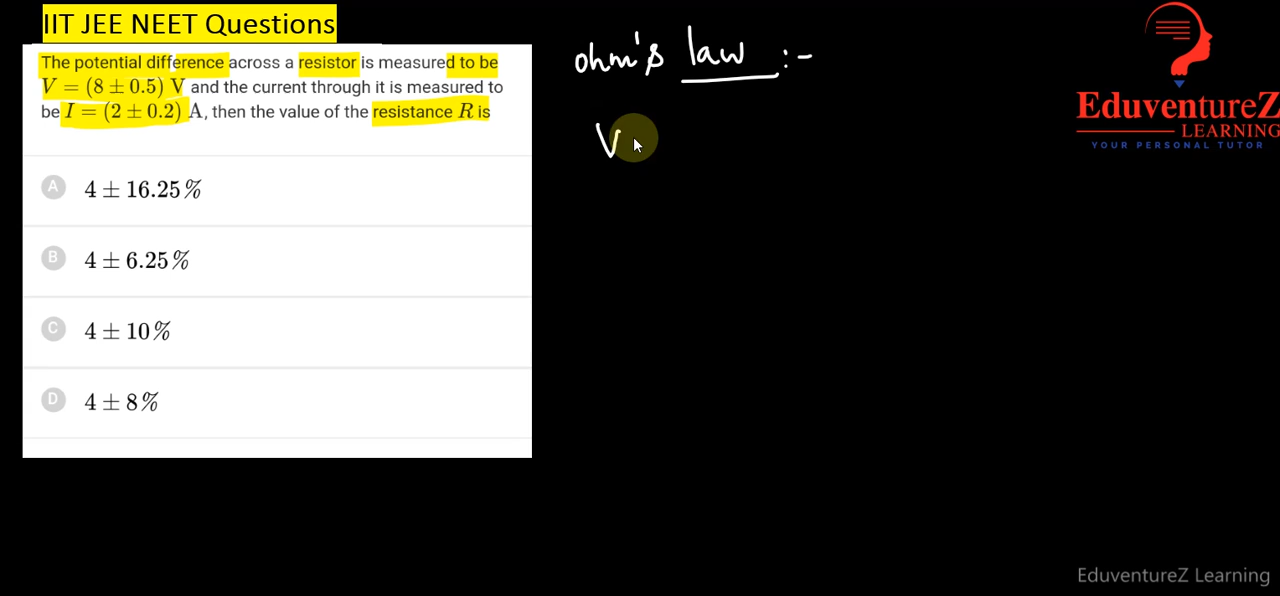 IIT JEE NEET Questions
The potential difference across a resistor is measured to be
V = (8 ± 0.5) V and the current through it is measured to
be I = (2 ± 0.2) A, then the value of the resistance R is
A 4 ± 16.25%
B 4 ± 6.25%
C 4 ± 10%
D 4 ± 8%
ohm's law :-
V
EduventureZ
LEARNING
YOUR PERSONAL TUTOR
EduventureZ Learning